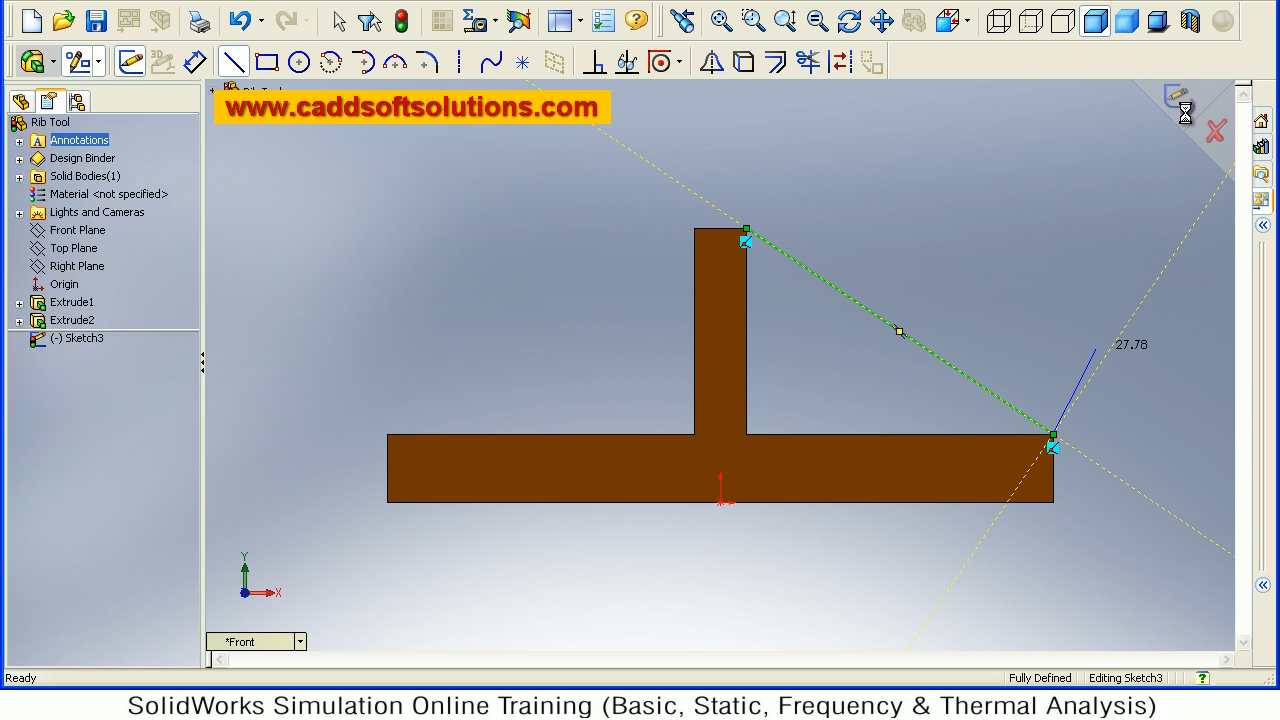 www.caddsoftsolutions.com
Rib Tool
Annotations
Design Binder
Solid Bodies(1)
Material <not specified>
Lights and Cameras
Front Plane
Top Plane
Right Plane
Origin
Extrude1
Extrude2
(-) Sketch3
27.78
Y
X
*Front
Ready
Fully Defined
Editing Sketch3
SolidWorks Simulation Online Training (Basic, Static, Frequency & Thermal Analysis)